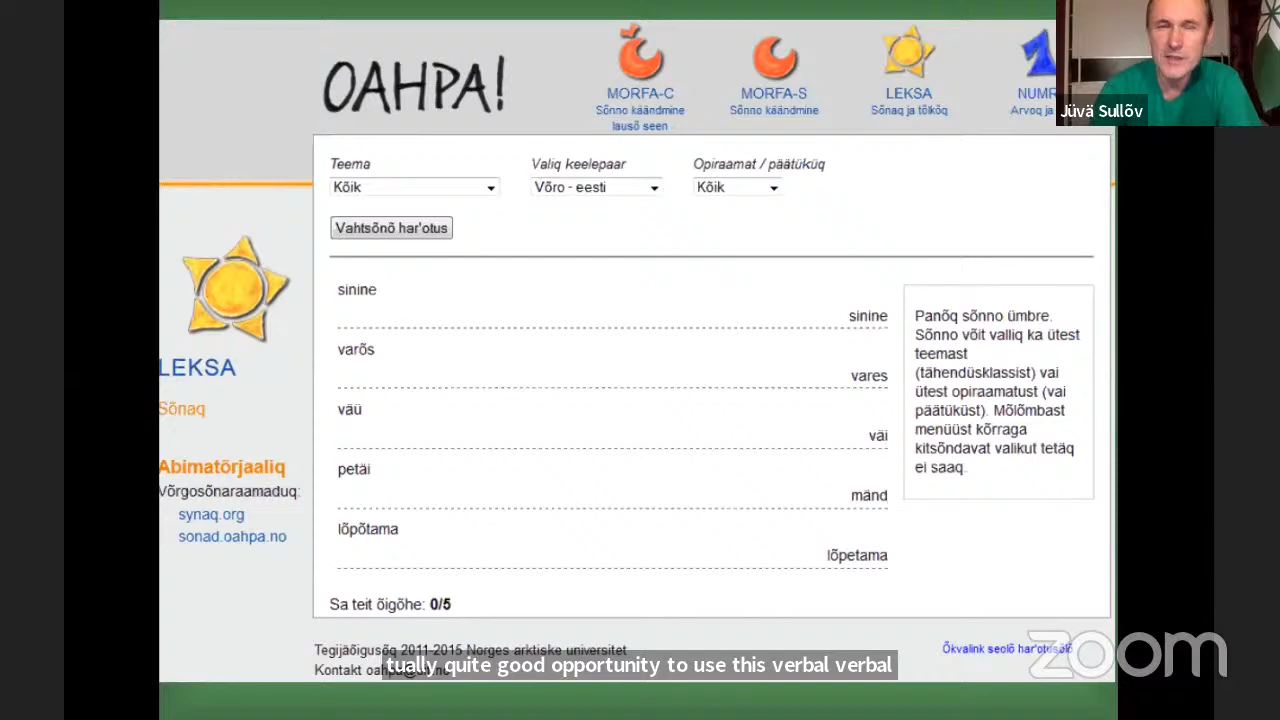 OAHPA!
MORFA-C
Sõnno käändmine
lausõ seen
MORFA-S
Sõnno käändmine
LEKSA
Sõnaq ja tõlkõq
NUMR
Arvoq ja
Jüvä Sullõv
Teema
Valiq keelepaar
Opiraamat / päätükük
Kõik
Võro - eesti
Kõik
Vahtsõnõ har'otus
sinine
sinine
varõs
vares
väü
väi
petäi
mänd
lõpõtama
lõpetama
Sa teit õigõhe: 0/5
Panõq sõnno ümbre.
Sõnno võit valliq ka ütest
teemast
(tähendüsklassist) vai
ütest opiraamatust (vai
päätüküst). Mõlõmbast
menüüst kõrraga
kitsõndavat valikut tetäq
ei saaq.
LEKSA
Sõnaq
Abimatõrjaaliq
Võrgosõnaraamaduq:
synaq.org
sonad.oahpa.no
Tegijäõigusõq 2011-2015 Norges arktiske universitet
Kontakt
Õkvalink seolõ
tually quite good opportunity to use this verbal verbal
zoom